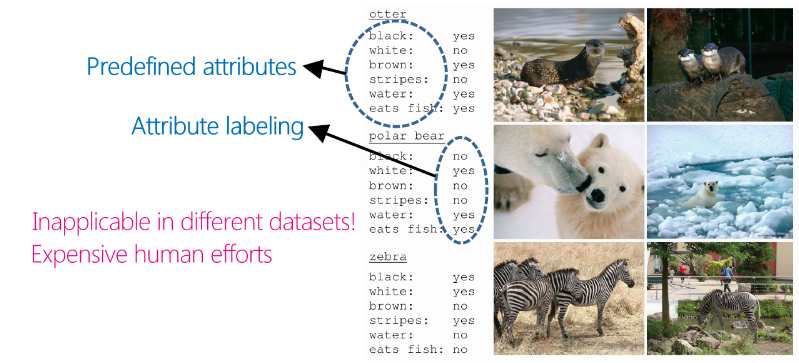 Predefined attributes
Attribute labeling
Inapplicable in different datasets!
Expensive human efforts
otter
black: yes
white: no
brown: yes
stripes: no
water: yes
eats fish: yes
polar bear
black: no
white: yes
brown: no
stripes: no
water: yes
eats fish: yes
zebra
black: yes
white: yes
brown: no
stripes: yes
water: no
eats fish: no